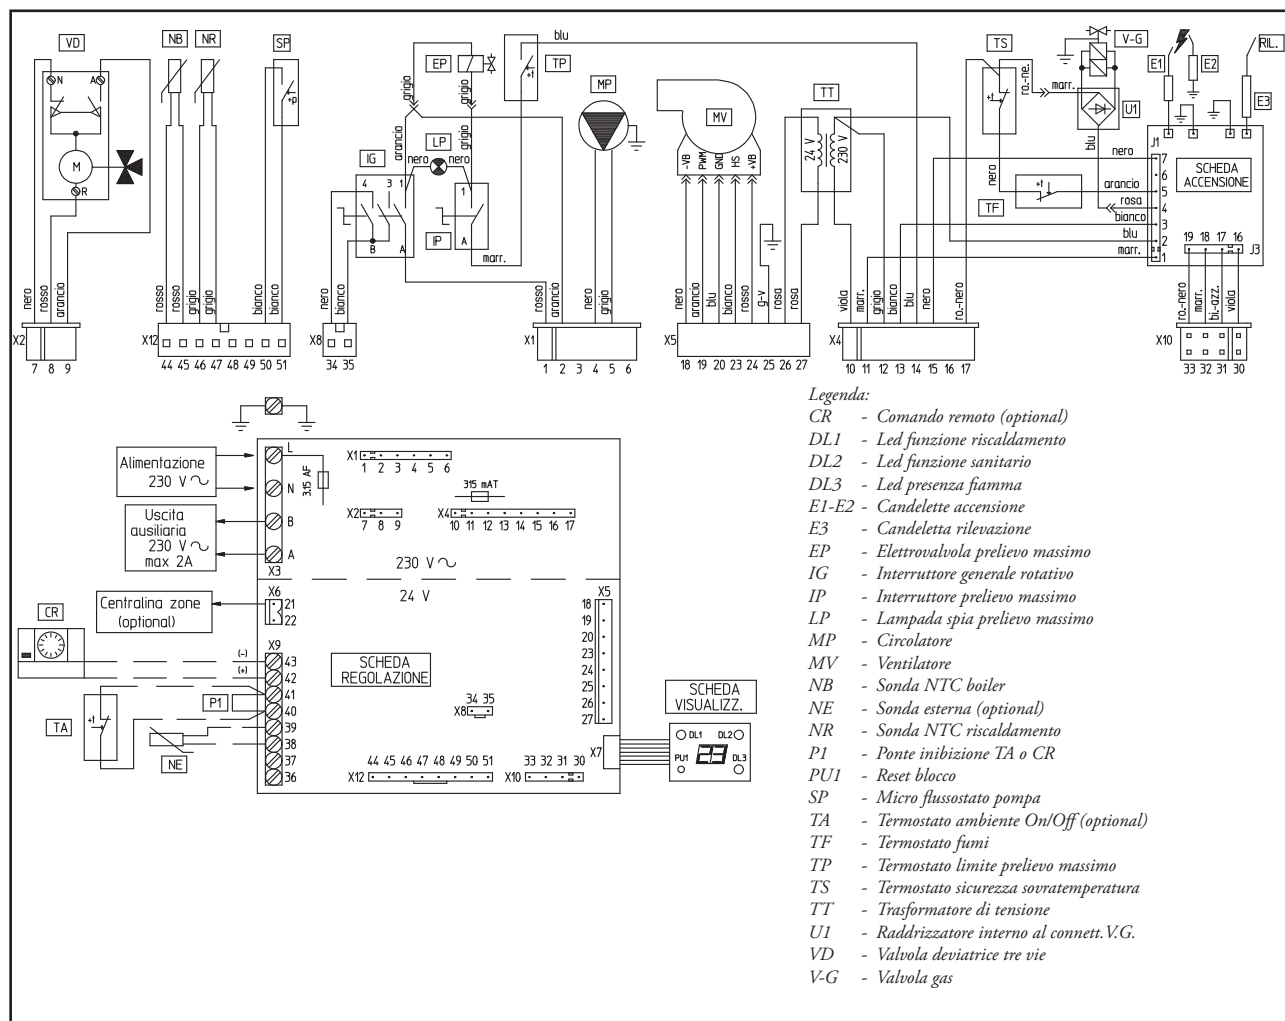 VD NB NR SP EP TP MP MV TT TS V-G E1 E2 RIL.
N A +p +t blu +t ro.-ne. marr. U1 E3
grigio grigio
LP
arancio nero nero grigio
IG
M R
4 3 1 1
B A IP A
marr.
-VB PWM GND HS +VB
24 V 230 V
nero blu
+t
TF
J1
SCHEDA
ACCENSIONE
nero 7
6
arancio 5
rosa 4
bianco 3
blu 2
marr. 1
19 18 17 16 J3
nero rosso arancio
rosso rosso grigio grigio bianco bianco
nero bianco
rosso arancio nero grigio
nero arancio blu bianco rosso g-v rosa rosa
viola marr. grigio bianco blu nero ro.-nero
ro.-nero marr. bi.-azz. viola
X2 X12 X8 X1 X5 X4 X10
7 8 9
44 45 46 47 48 49 50 51
34 35
1 2 3 4 5 6
18 19 20 23 24 25 26 27
10 11 12 13 14 15 16 17
33 32 31 30
Alimentazione
230 V
Uscita
ausiliaria
230 V
max 2A
L
N
B
A
X3
3.15 AF
X1 1 2 3 4 5 6
315 mAT
X2 7 8 9
X4 10 11 12 13 14 15 16 17
230 V
24 V
Centralina zone
(optional)
X6
21
22
CR
X9
(-) 43
(+) 42
41
P1 40
39
38
37
36
TA +t
NE
SCHEDA
REGOLAZIONE
34 35
X8
X5
18
19
20
23
24
25
26
27
X7
44 45 46 47 48 49 50 51
X12
33 32 31 30
X10
SCHEDA
VISUALIZZ.
DL1 DL2
PU1 23 DL3
Legenda:
CR - Comando remoto (optional)
DL1 - Led funzione riscaldamento
DL2 - Led funzione sanitario
DL3 - Led presenza fiamma
E1-E2 - Candelette accensione
E3 - Candeletta rilevazione
EP - Elettrovalvola prelievo massimo
IG - Interruttore generale rotativo
IP - Interruttore prelievo massimo
LP - Lampada spia prelievo massimo
MP - Circolatore
MV - Ventilatore
NB - Sonda NTC boiler
NE - Sonda esterna (optional)
NR - Sonda NTC riscaldamento
P1 - Ponte inibizione TA o CR
PU1 - Reset blocco
SP - Micro flussostato pompa
TA - Termostato ambiente On/Off (optional)
TF - Termostato fumi
TP - Termostato limite prelievo massimo
TS - Termostato sicurezza sovratemperatura
TT - Trasformatore di tensione
U1 - Raddrizzatore interno al connett.V.G.
VD - Valvola deviatrice tre vie
V-G - Valvola gas